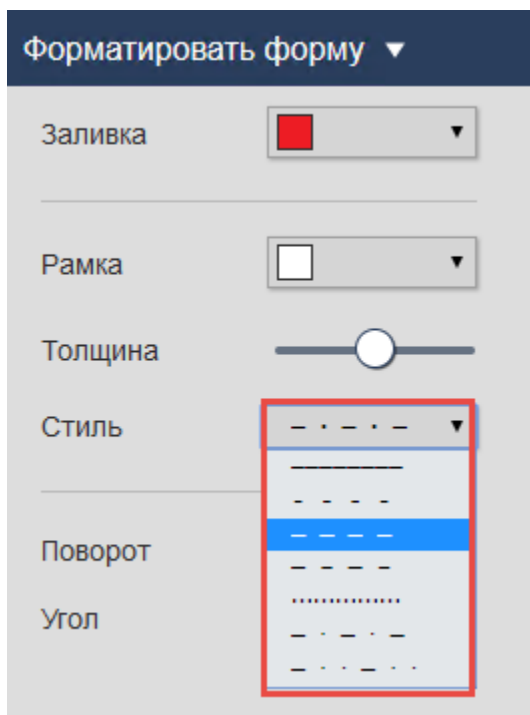 Форматировать форму ▼
Заливка
Рамка
Толщина
Стиль
Поворот
Угол